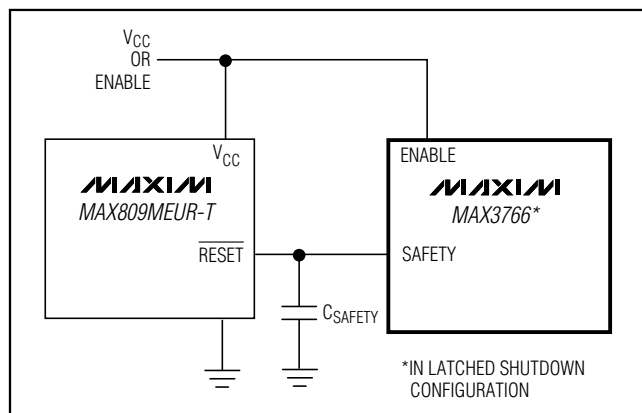 VCC
OR
ENABLE
VCC
MAXIM
MAX809MEUR-T
RESET
ENABLE
MAXIM
MAX3766*
SAFETY
CSAFETY
*IN LATCHED SHUTDOWN
CONFIGURATION